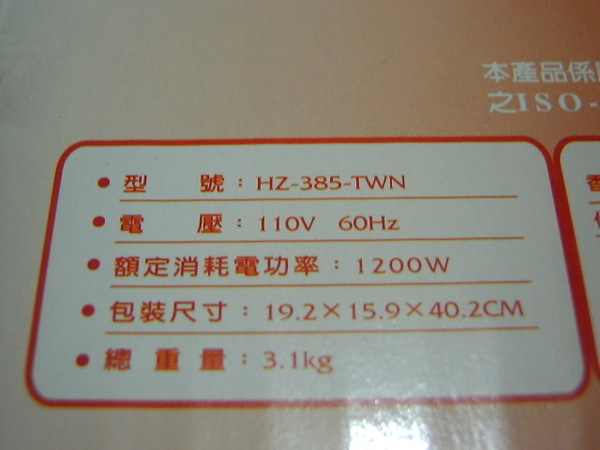 本產品係
之ISO-
型號：HZ-385-TWN
電壓：110V 60Hz
額定消耗電功率：1200W
包裝尺寸：19.2×15.9×40.2CM
總重量：3.1kg